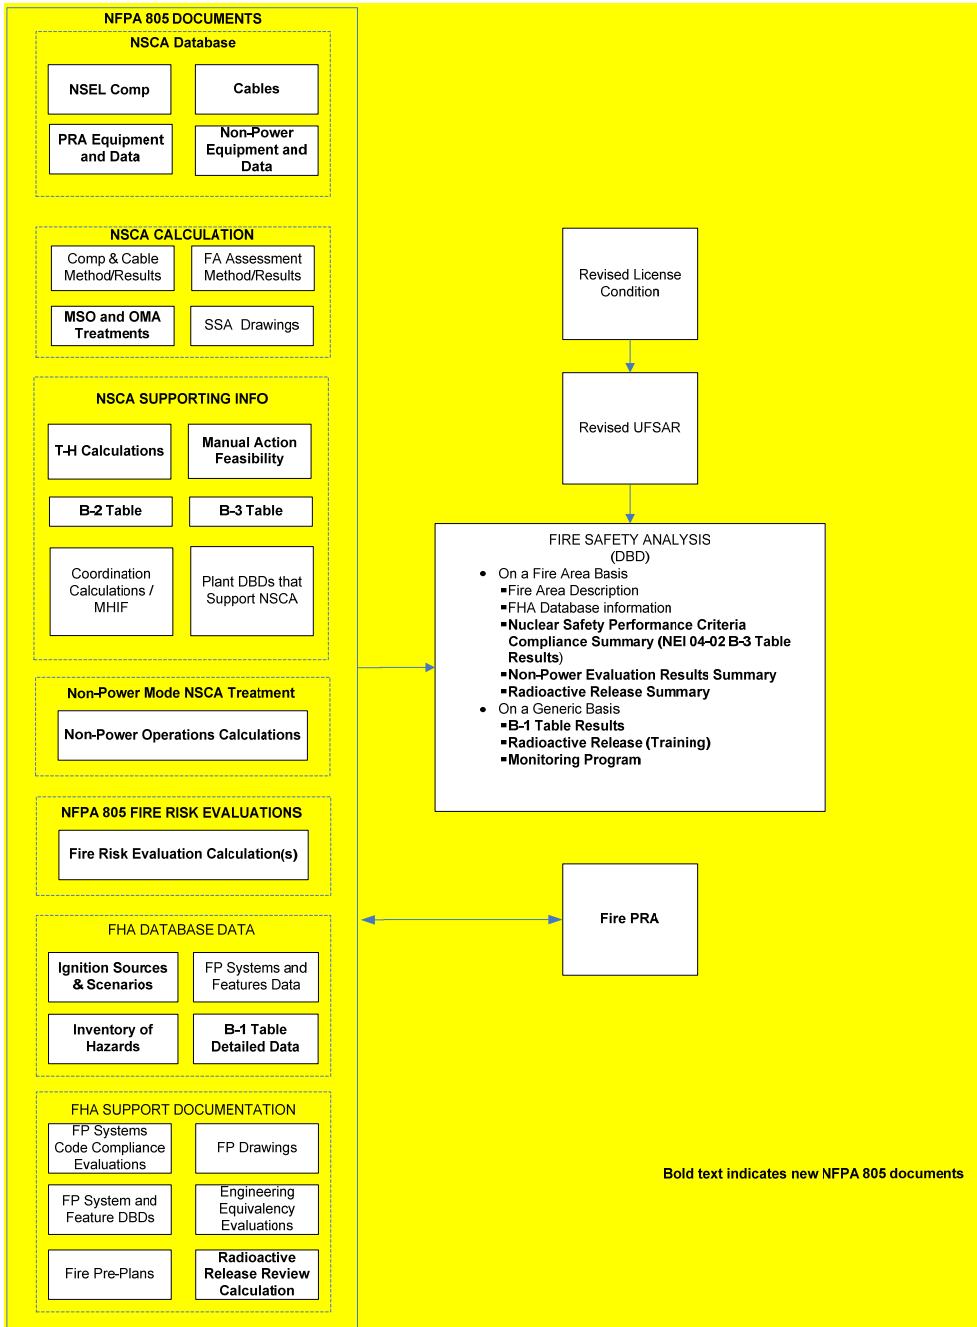 NFPA 805 DOCUMENTS
NSCA Database
NSEL Comp
Cables
PRA Equipment
and Data
Non-Power
Equipment and
Data
NSCA CALCULATION
Comp & Cable
Method/Results
FA Assessment
Method/Results
MSO and OMA
Treatments
SSA Drawings
NSCA SUPPORTING INFO
T-H Calculations
Manual Action
Feasibility
B-2 Table
B-3 Table
Coordination
Calculations /
MHIF
Plant DBDs that
Support NSCA
Non-Power Mode NSCA Treatment
Non-Power Operations Calculations
NFPA 805 FIRE RISK EVALUATIONS
Fire Risk Evaluation Calculation(s)
FHA DATABASE DATA
Ignition Sources
& Scenarios
FP Systems and
Features Data
Inventory of
Hazards
B-1 Table
Detailed Data
FHA SUPPORT DOCUMENTATION
FP Systems
Code Compliance
Evaluations
FP Drawings
FP System and
Feature DBDs
Engineering
Equivalency
Evaluations
Fire Pre-Plans
Radioactive
Release Review
Calculation
Revised License
Condition
Revised UFSAR
FIRE SAFETY ANALYSIS
(DBD)
• On a Fire Area Basis
▪Fire Area Description
▪FHA Database information
▪Nuclear Safety Performance Criteria
Compliance Summary (NEI 04-02 B-3 Table
Results)
▪Non-Power Evaluation Results Summary
▪Radioactive Release Summary
• On a Generic Basis
▪B-1 Table Results
▪Radioactive Release (Training)
▪Monitoring Program
Fire PRA
Bold text indicates new NFPA 805 documents